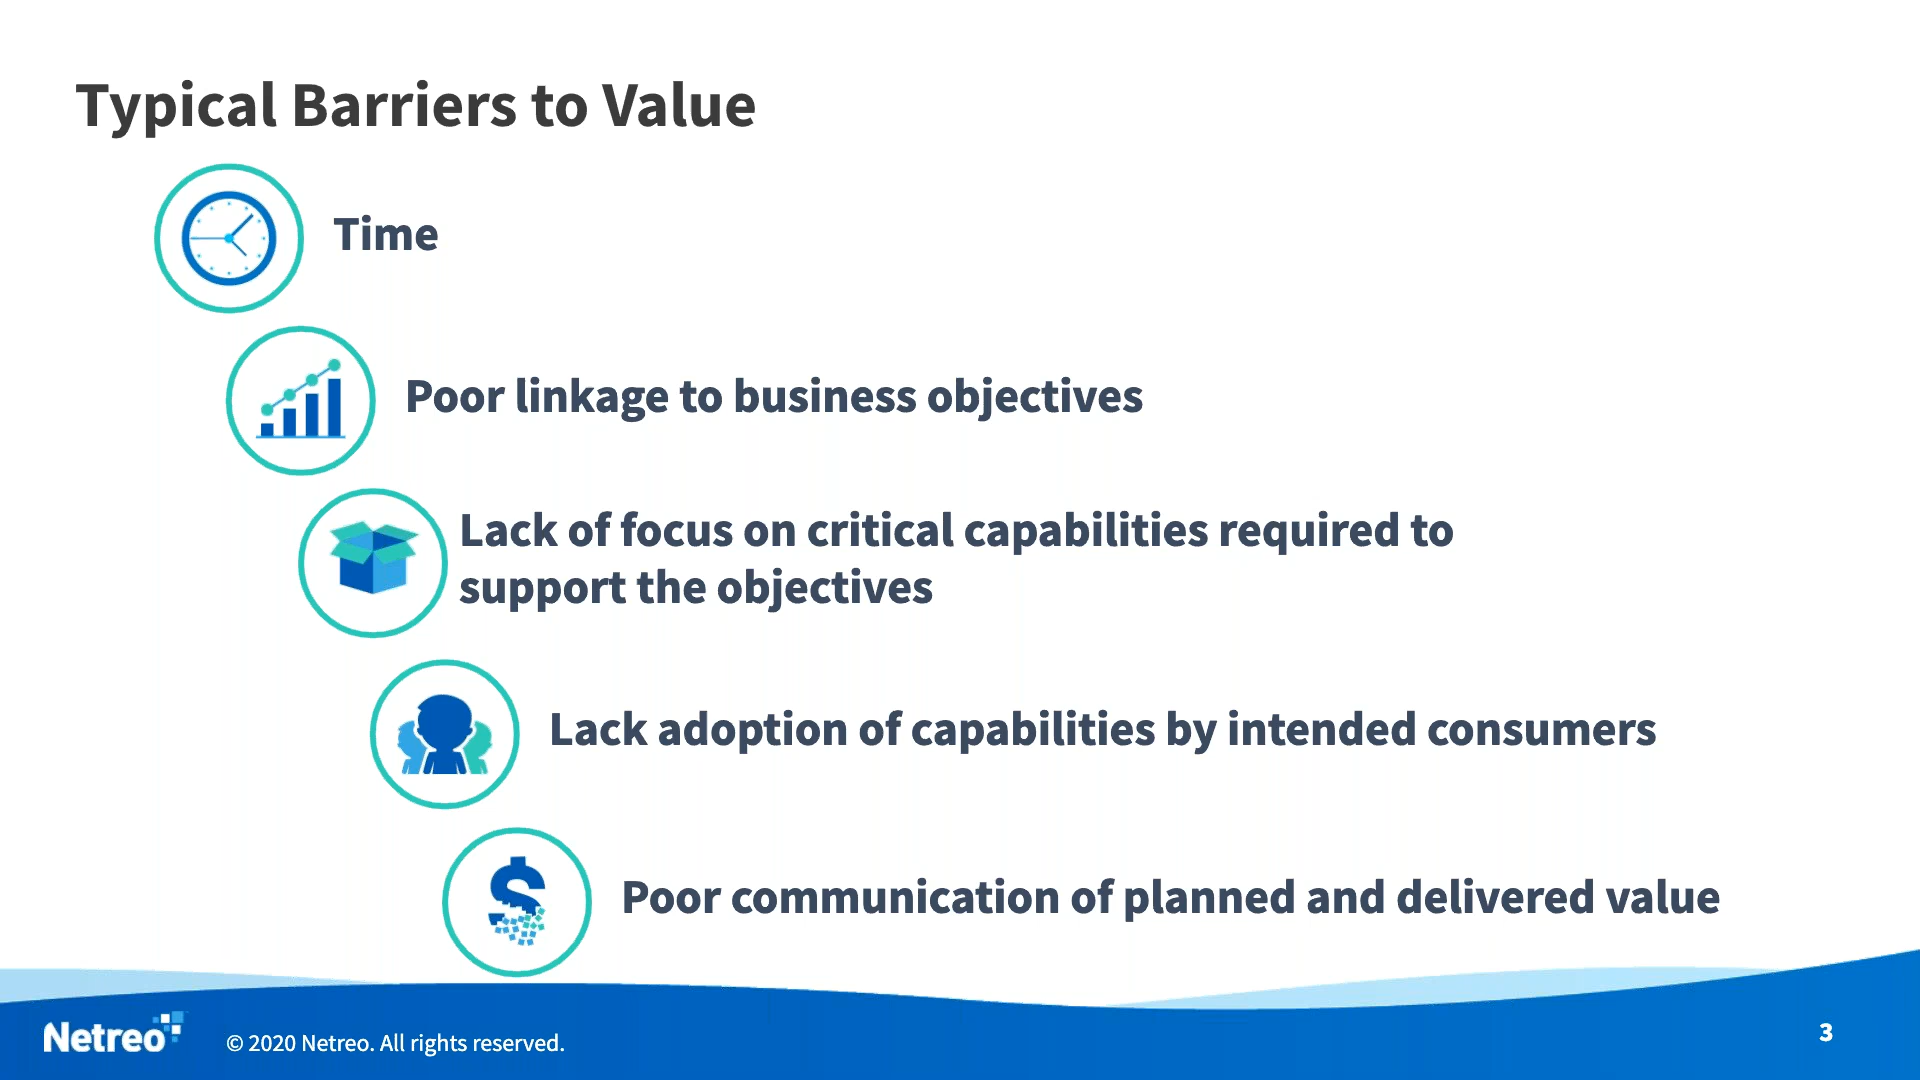 Typical Barriers to Value
Time
Poor linkage to business objectives
Lack of focus on critical capabilities required to
support the objectives
Lack adoption of capabilities by intended consumers
Poor communication of planned and delivered value
Netreo
© 2020 Netreo. All rights reserved.
3